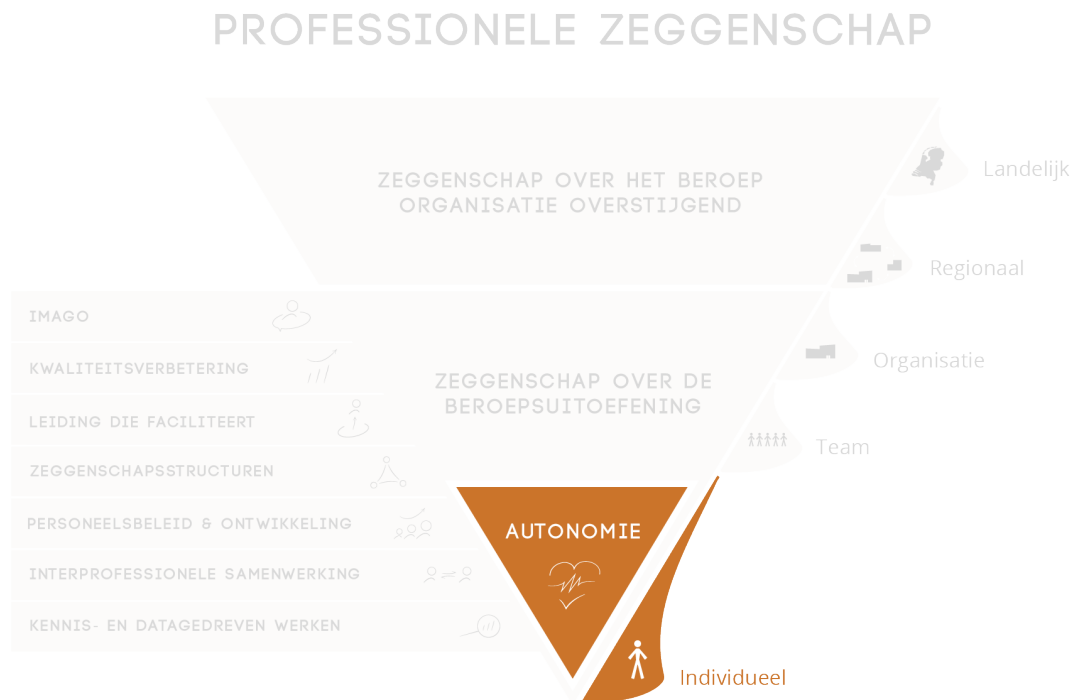 PROFESSIONELE ZEGGENSCHAP
ZEGGENSCHAP OVER HET BEROEP
ORGANISATIE OVERSTIJGEND
Landelijk
Regionaal
IMAGO
KWALITEITSVERBETERING
LEIDING DIE FACILITEERT
ZEGGENSCHAPSSTRUCTUREN
PERSONEELSBELEID & ONTWIKKELING
INTERPROFESSIONELE SAMENWERKING
KENNIS- EN DATAGEDREVEN WERKEN
ZEGGENSCHAP OVER DE
BEROEPSUITOEFENING
Organisatie
Team
AUTONOMIE
Individueel